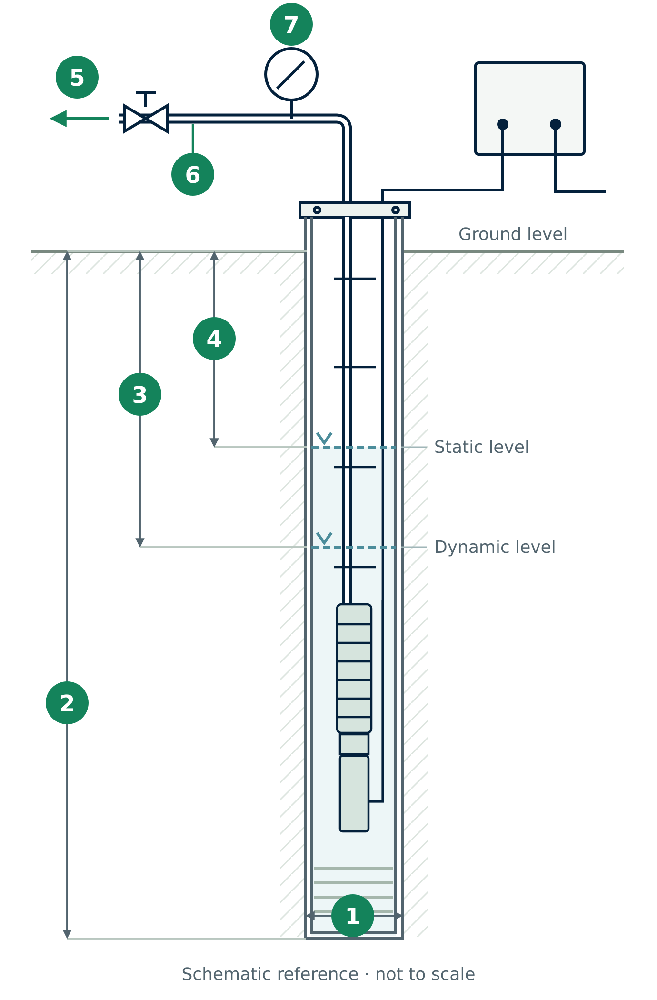 7
5
6
Ground level
4
3
Static level
Dynamic level
2
1
Schematic reference · not to scale